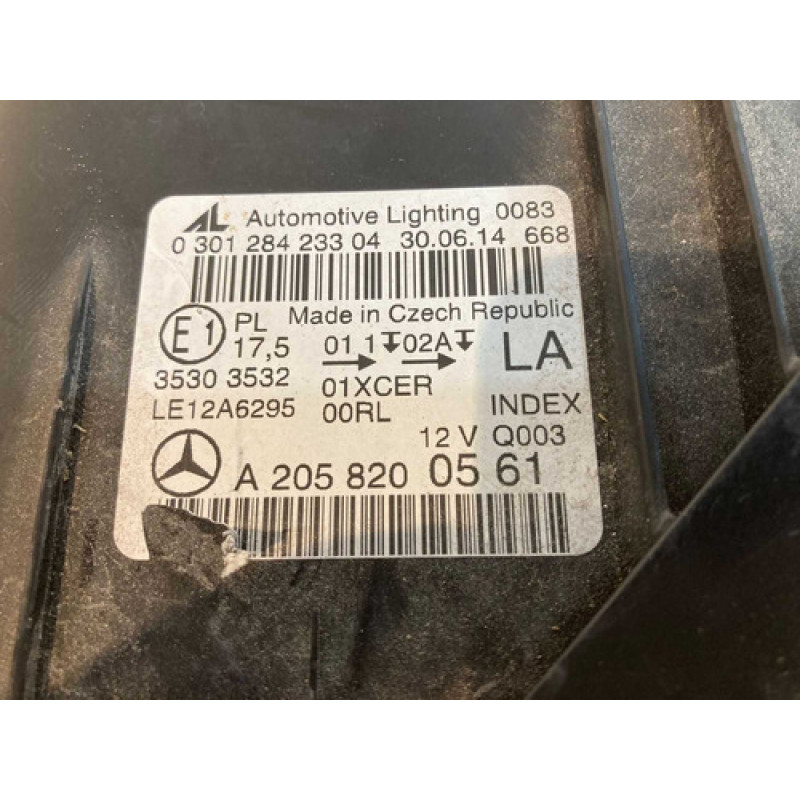 AL Automotive Lighting 0083
0 301 284 233 04 30.06.14 668
Made in Czech Republic
E1 PL 17,5 01 1 02A LA
3530 3532 01XCER
LE12A6295 00RL INDEX
12 V Q003
A 205 820 05 61